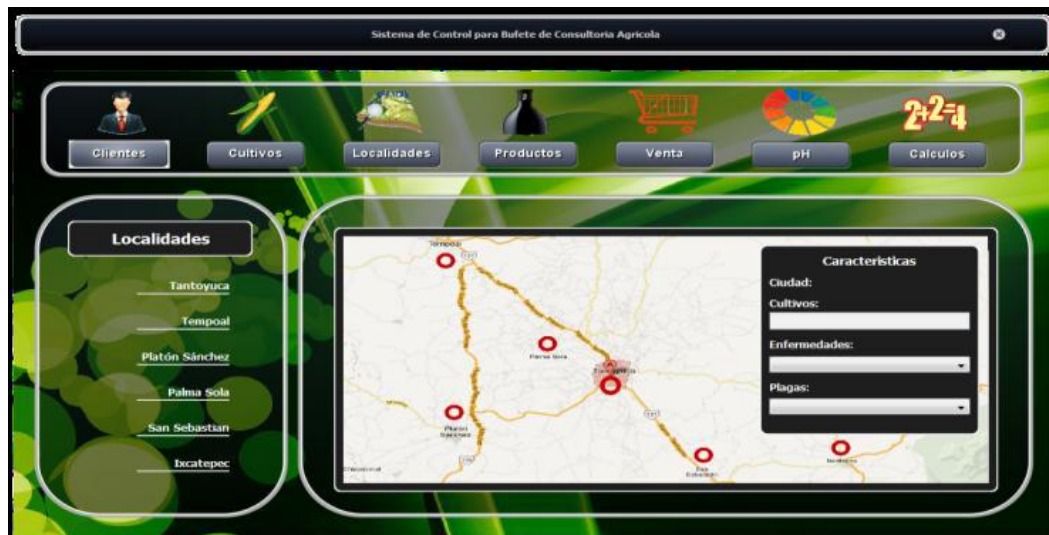 Sistema de Control para Bufete de Consultoria Agricola
2+2=4
Clientes
Cultivos
Localidades
Productos
Venta
pH
Calculos
Localidades
Tantoyuca
Tempoal
Platón Sánchez
Palma Sola
San Sebastian
Ixcatepec
Tempoal
Palma Sola
Platón
Sánchez
San
Caracteristicas
Ciudad:
Cultivos:
Enfermedades:
Plagas: